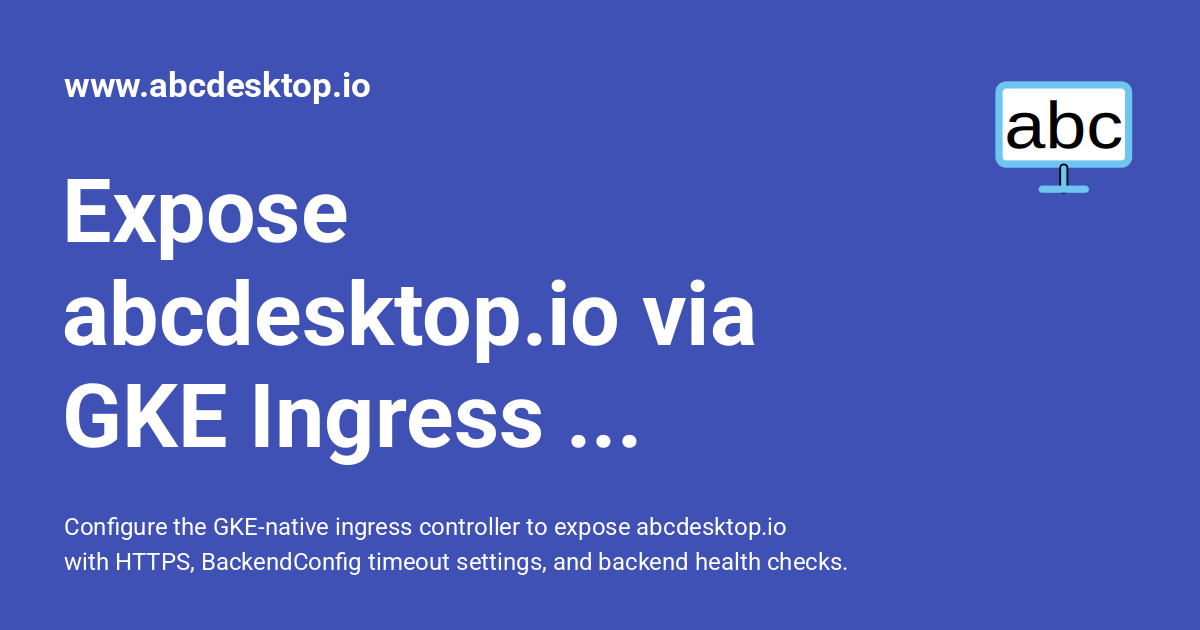 www.abcdesktop.io
abc
Expose
abcdesktop.io via
GKE Ingress ...
Configure the GKE-native ingress controller to expose abcdesktop.io
with HTTPS, BackendConfig timeout settings, and backend health checks.